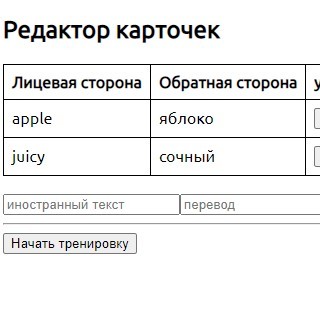 Редактор карточек
Лицевая сторона Обратная сторона
apple яблоко
juicy сочный
иностранный текст перевод
Начать тренировку